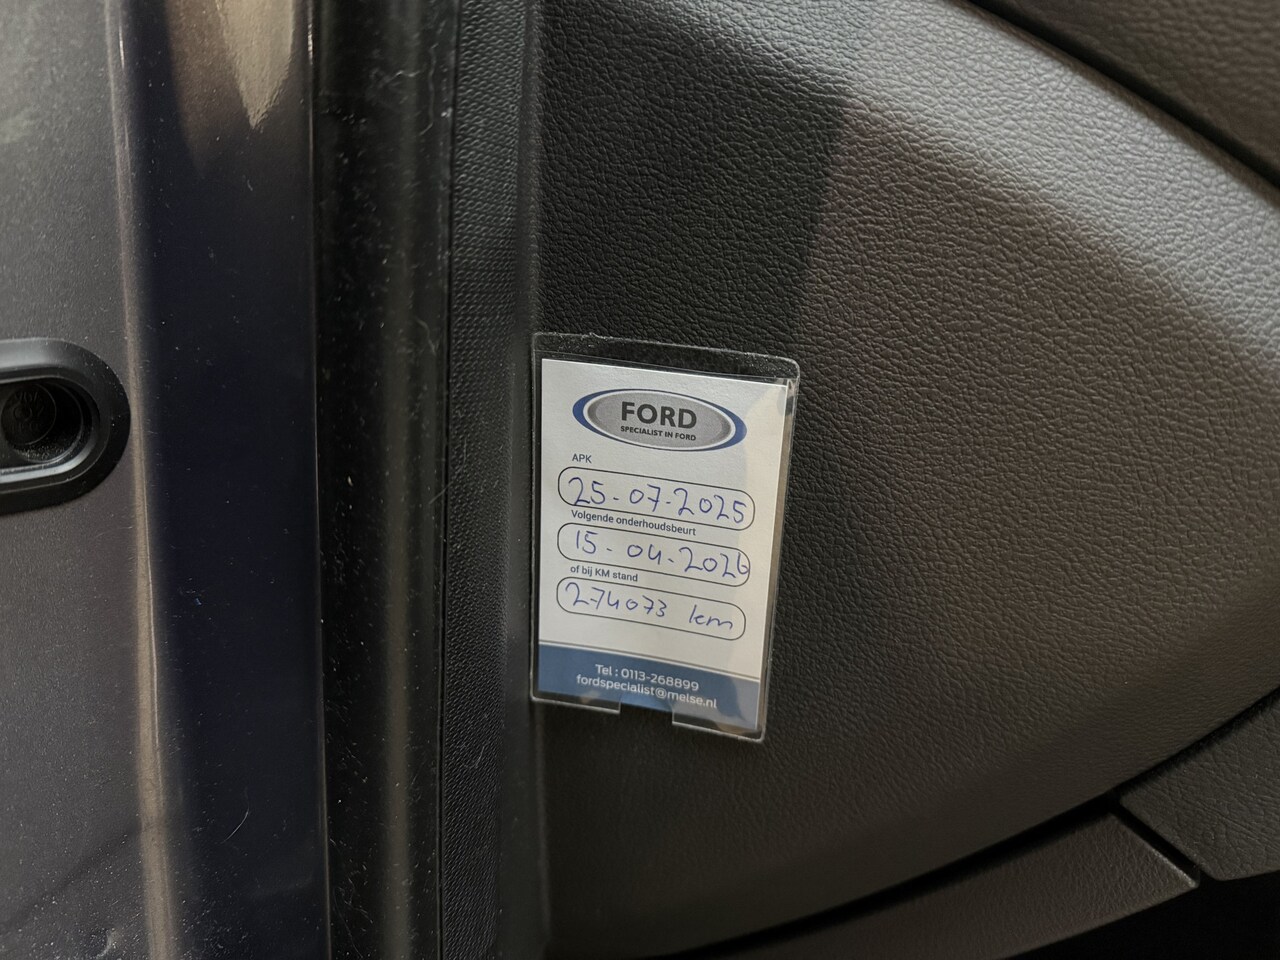 FORD
SPECIALIST IN FORD
APK
25-07-2025
Volgende onderhoudsbeurt
15-04-2026
of bij KM stand
274073 km
Tel : 0113-268899
fordspecialist@meise.nl